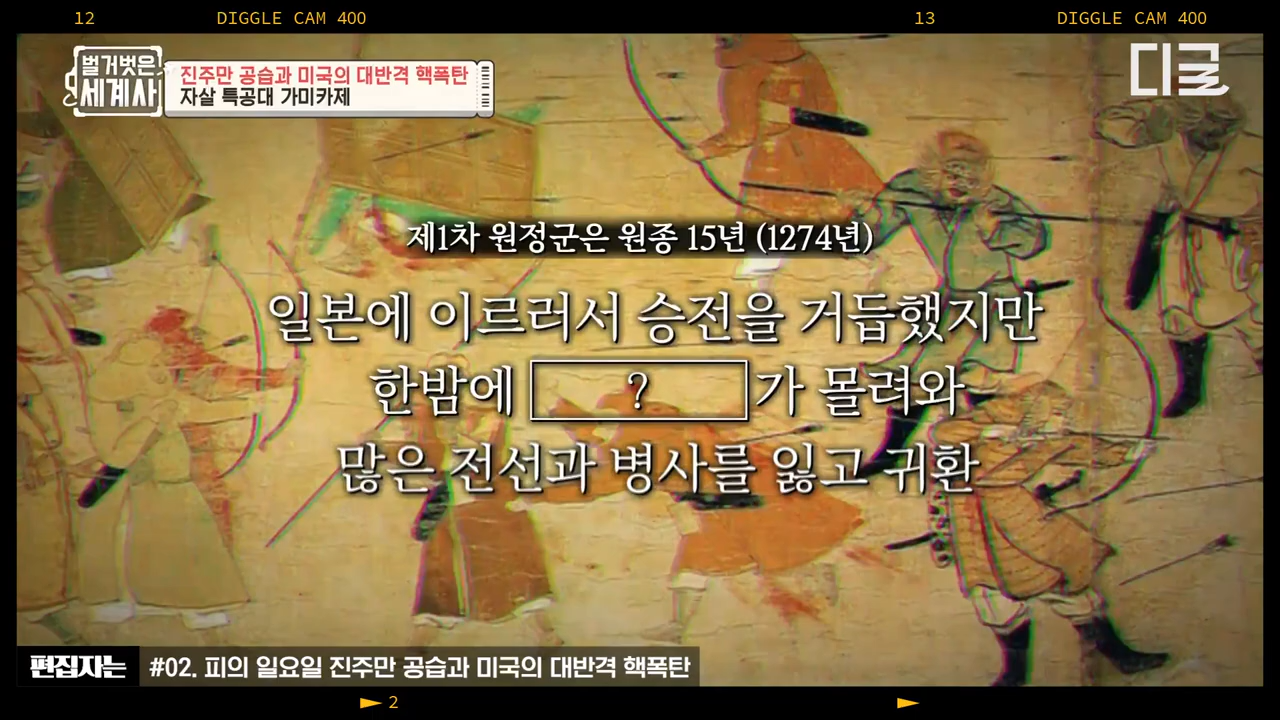 12 DIGGLE CAM 400 13 DIGGLE CAM 400
벌거벗은
세계사
진주만 공습과 미국의 대반격 핵폭탄
자살 특공대 가미카제
디글
제1차 원정군은 원종 15년 (1274년)
일본에 이르러서 승전을 거듭했지만
한밤에 ? 가 몰려와
많은 전선과 병사를 잃고 귀환
편집자는 #02. 피의 일요일 진주만 공습과 미국의 대반격 핵폭탄
2